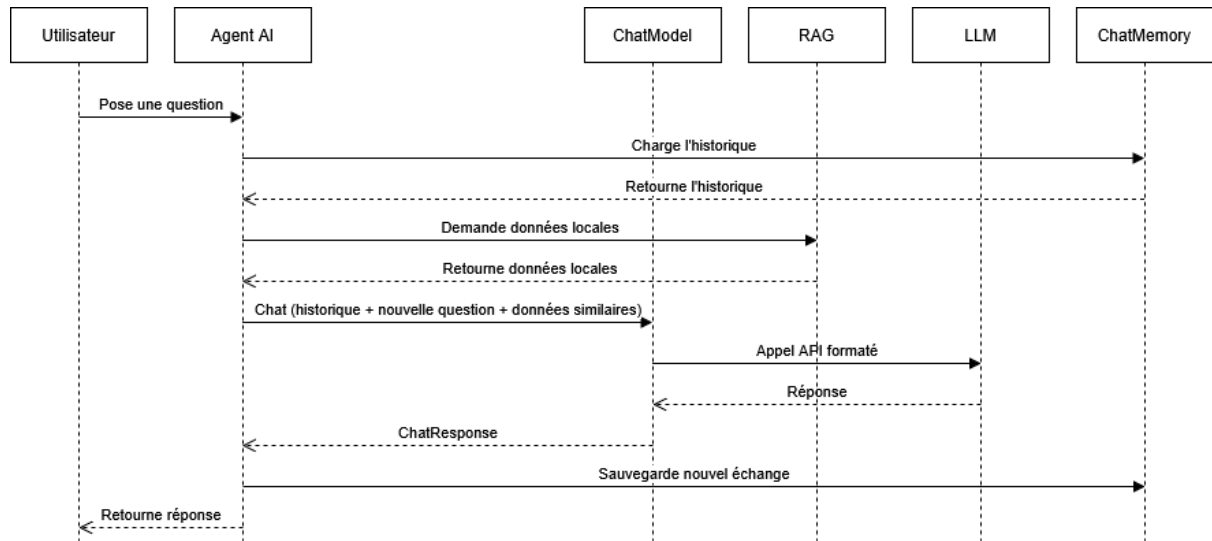 Utilisateur
Agent AI
ChatModel
RAG
LLM
ChatMemory
Pose une question
Charge l'historique
Retourne l'historique
Demande données locales
Retourne données locales
Chat (historique + nouvelle question + données similaires)
Appel API formaté
Réponse
ChatResponse
Sauvegarde nouvel échange
Retourne réponse